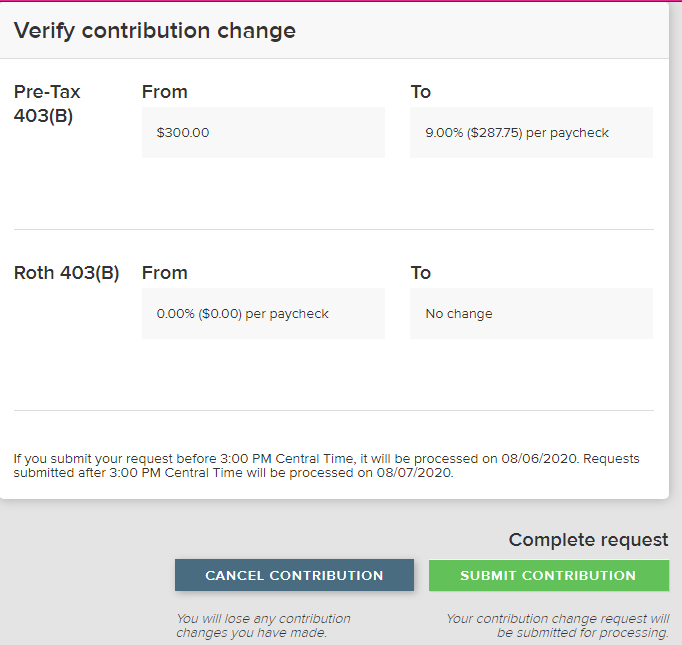 Verify contribution change
Pre-Tax
403(B)
From
To
$300.00
9.00% ($287.75) per paycheck
Roth 403(B)
From
To
0.00% ($0.00) per paycheck
No change
If you submit your request before 3:00 PM Central Time, it will be processed on 08/06/2020. Requests
submitted after 3:00 PM Central Time will be processed on 08/07/2020.
Complete request
CANCEL CONTRIBUTION
SUBMIT CONTRIBUTION
You will lose any contribution
changes you have made.
Your contribution change request will
be submitted for processing.